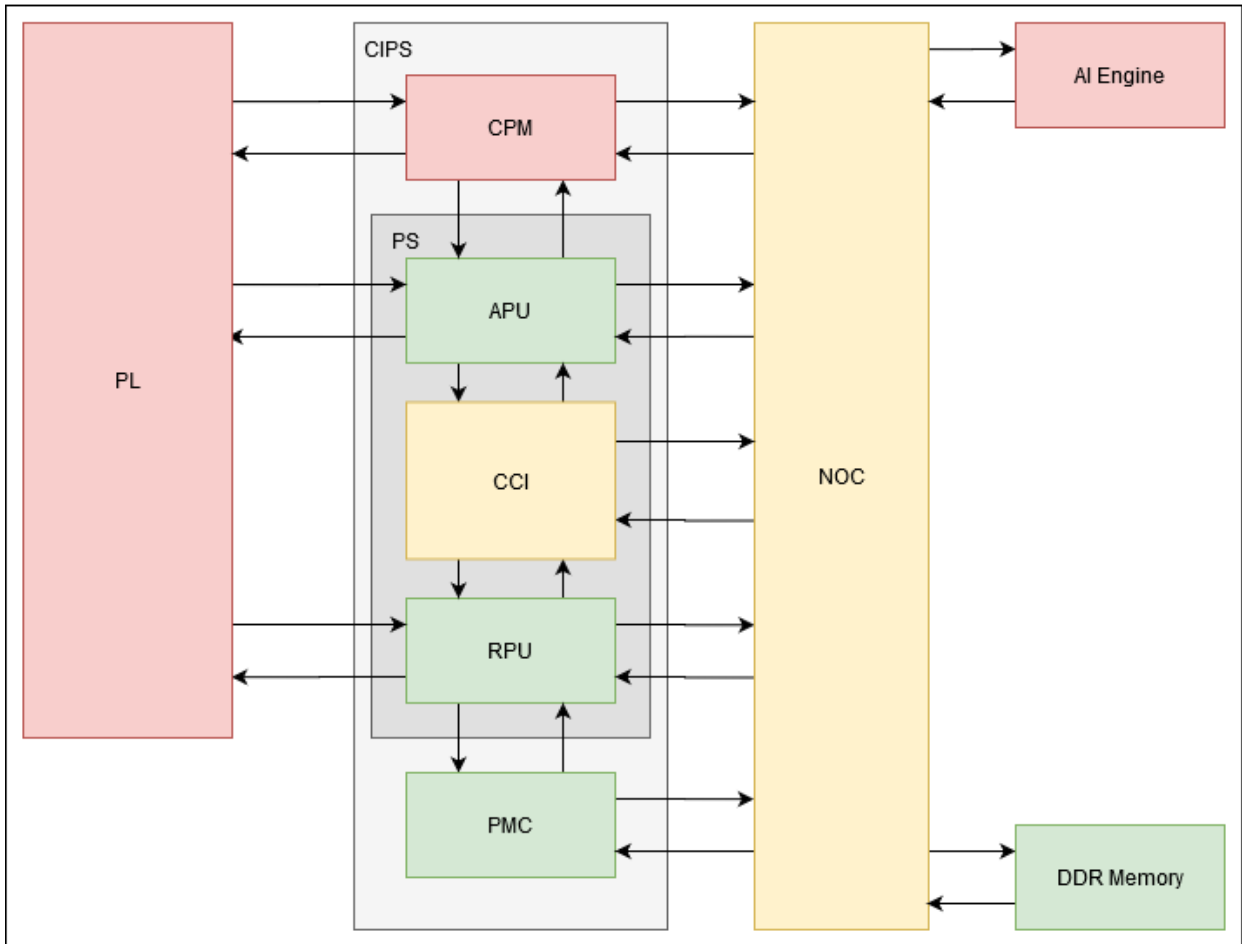 CIPS
AI Engine
CPM
PS
APU
PL
CCI
NOC
RPU
PMC
DDR Memory